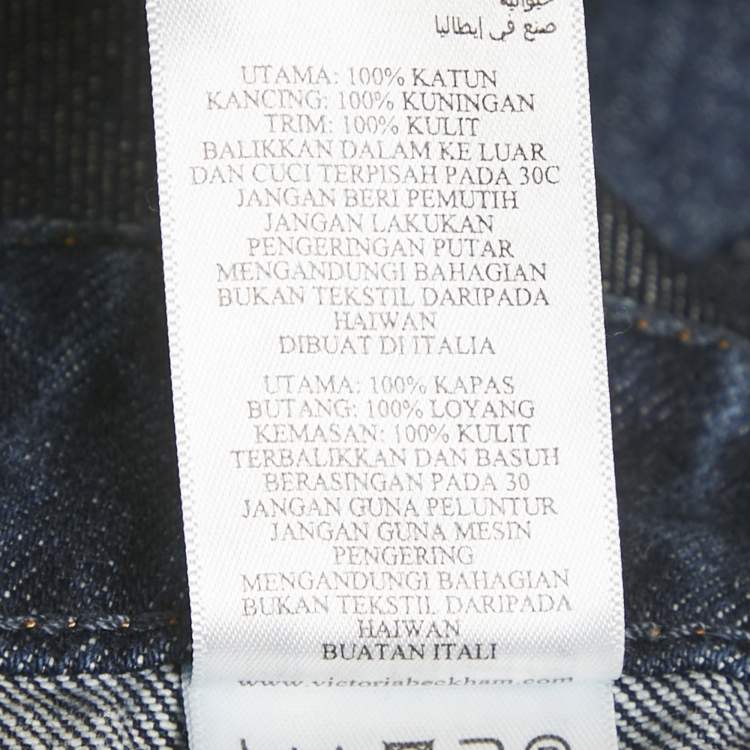 حيوانية
صنع في إيطاليا
UTAMA: 100% KATUN
KANCING: 100% KUNINGAN
TRIM: 100% KULIT
BALIKKAN DALAM KE LUAR
DAN CUCI TERPISAH PADA 30C
JANGAN BERI PEMUTIH
JANGAN LAKUKAN
PENGERINGAN PUTAR
MENGANDUNGI BAHAGIAN
BUKAN TEKSTIL DARIPADA
HAIWAN
DIBUAT DI ITALIA
UTAMA: 100% KAPAS
BUTANG: 100% LOYANG
KEMASAN: 100% KULIT
TERBALIKKAN DAN BASUH
BERASINGAN PADA 30
JANGAN GUNA PELUNTUR
JANGAN GUNA MESIN
PENGERING
MENGANDUNGI BAHAGIAN
BUKAN TEKSTIL DARIPADA
HAIWAN
BUATAN ITALI
www.victoriabeckham.com